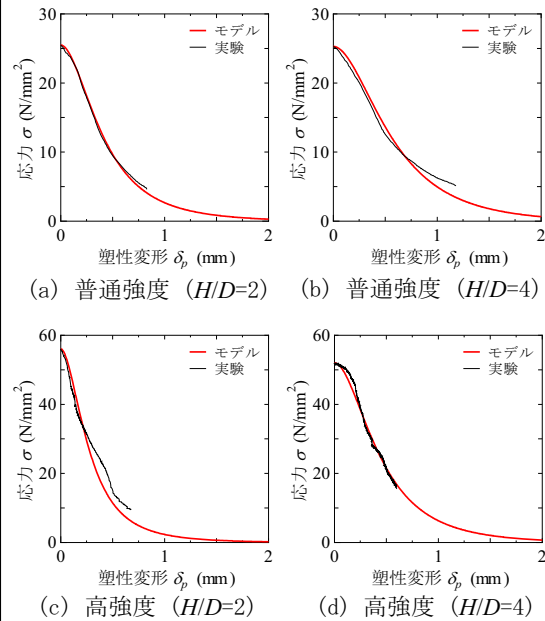 30
20
10
0
応力 σ (N/mm²)
モデル
実験
0
1
2
塑性変形 δp (mm)
(a) 普通強度 (H/D=2)
30
20
10
0
応力 σ (N/mm²)
モデル
実験
0
1
2
塑性変形 δp (mm)
(b) 普通強度 (H/D=4)
60
40
20
0
応力 σ (N/mm²)
モデル
実験
0
1
2
塑性変形 δp (mm)
(c) 高強度 (H/D=2)
60
40
20
0
応力 σ (N/mm²)
モデル
実験
0
1
2
塑性変形 δp (mm)
(d) 高強度 (H/D=4)